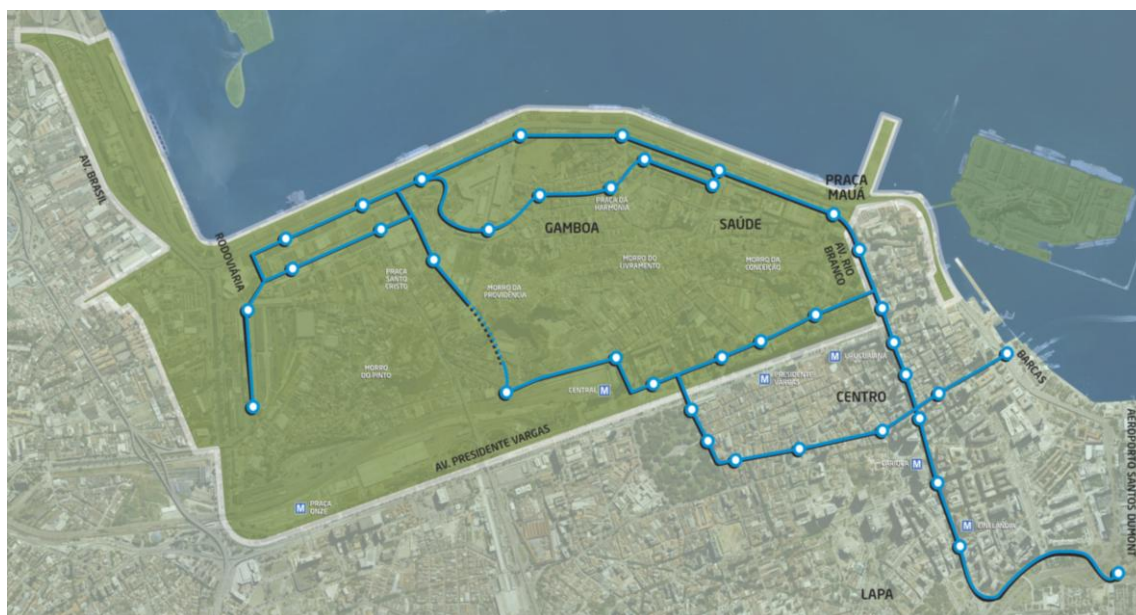 AV. BRASIL
RODOVIÁRIA
PRAÇA
SANTO
CRISTO
MORRO
DO PINTO
MORRO DA
PROVIDÊNCIA
GAMBOA
PRAÇA DA
HARMONIA
MORRO DO
LIVRAMENTO
SAÚDE
MORRO DA
CONCEIÇÃO
PRAÇA
MAUÁ
AV. RIO
BRANCO
M
URUGUAIANA
M
PRESIDENTE
VARGAS
CENTRAL
M
CENTRO
BARCAS
AV. PRESIDENTE VARGAS
M
PRAÇA
ONZE
M
M
AEROPORTO SANTOS DUMONT
LAPA